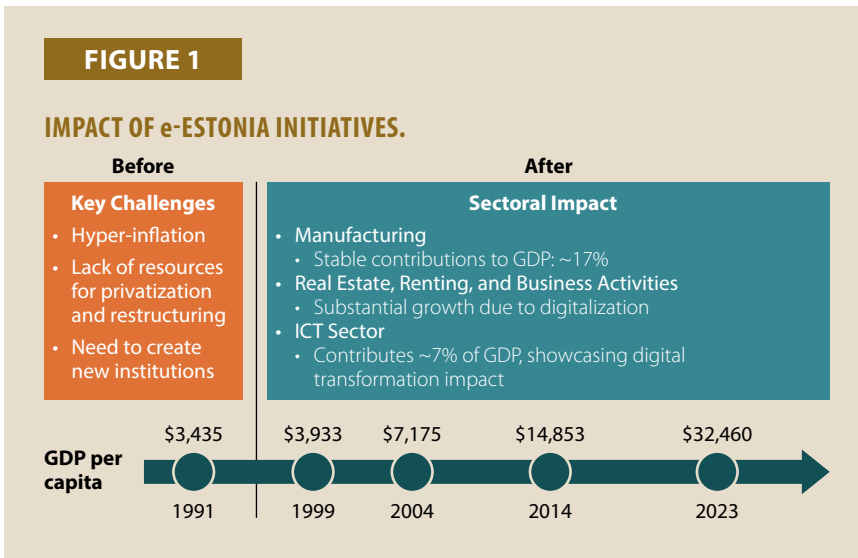 FIGURE 1
IMPACT OF e-ESTONIA INITIATIVES.
Before
Key Challenges
• Hyper-inflation
• Lack of resources
for privatization
and restructuring
• Need to create
new institutions
After
Sectoral Impact
• Manufacturing
• Stable contributions to GDP: ~17%
• Real Estate, Renting, and Business Activities
• Substantial growth due to digitalization
• ICT Sector
• Contributes ~7% of GDP, showcasing digital
transformation impact
GDP per
capita
$3,435 $3,933 $7,175 $14,853 $32,460
1991 1999 2004 2014 2023